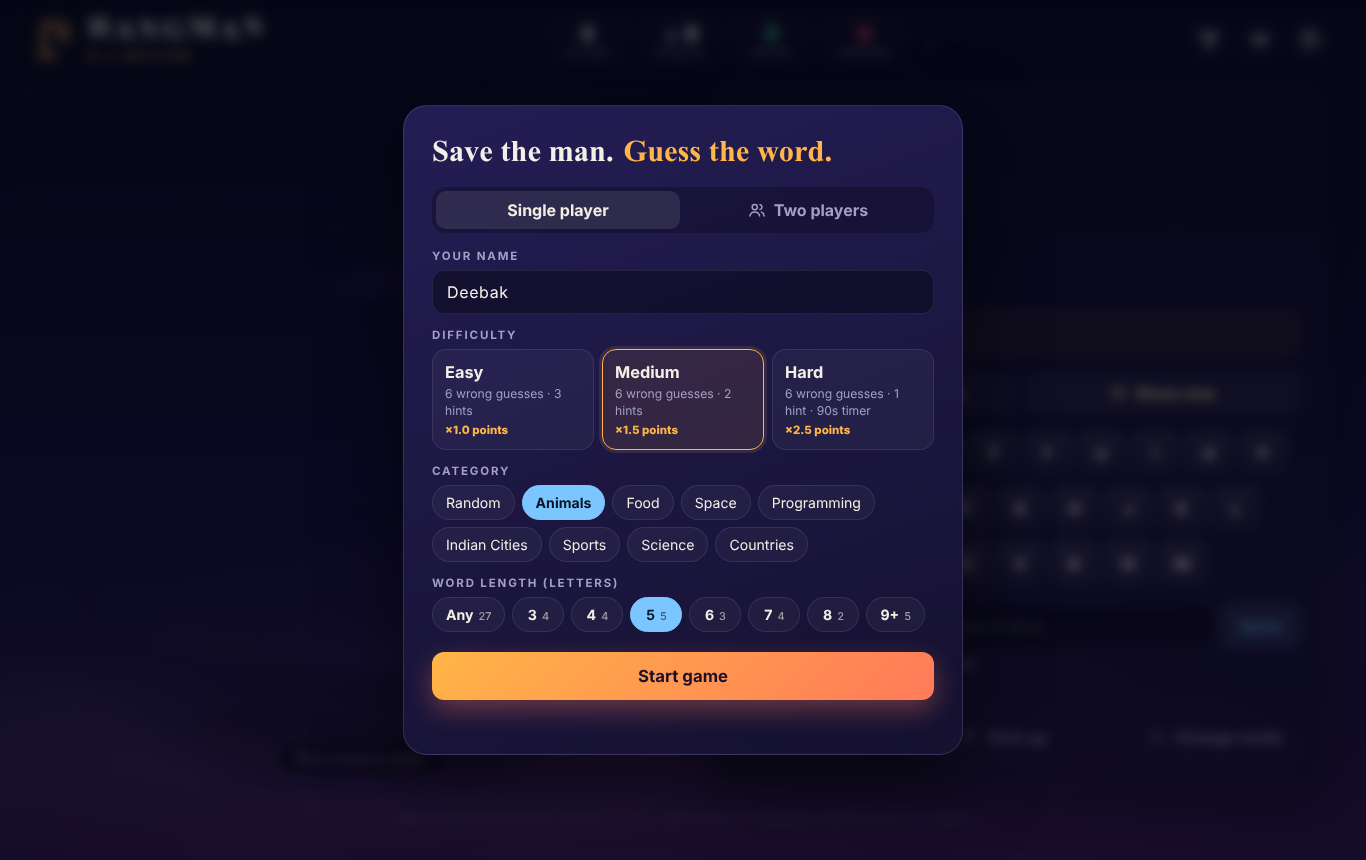 HANGMAN
Save the man. Guess the word.
Single player
Two players
YOUR NAME
Deebak
DIFFICULTY
Easy
6 wrong guesses · 3
hints
×1.0 points
Medium
6 wrong guesses · 2
hints
×1.5 points
Hard
6 wrong guesses · 1
hint · 90s timer
×2.5 points
CATEGORY
Random Animals Food Space Programming
Indian Cities Sports Science Countries
WORD LENGTH (LETTERS)
Any 27 3 4 4 4 5 5 6 3 7 4 8 2 9+ 5
Start game